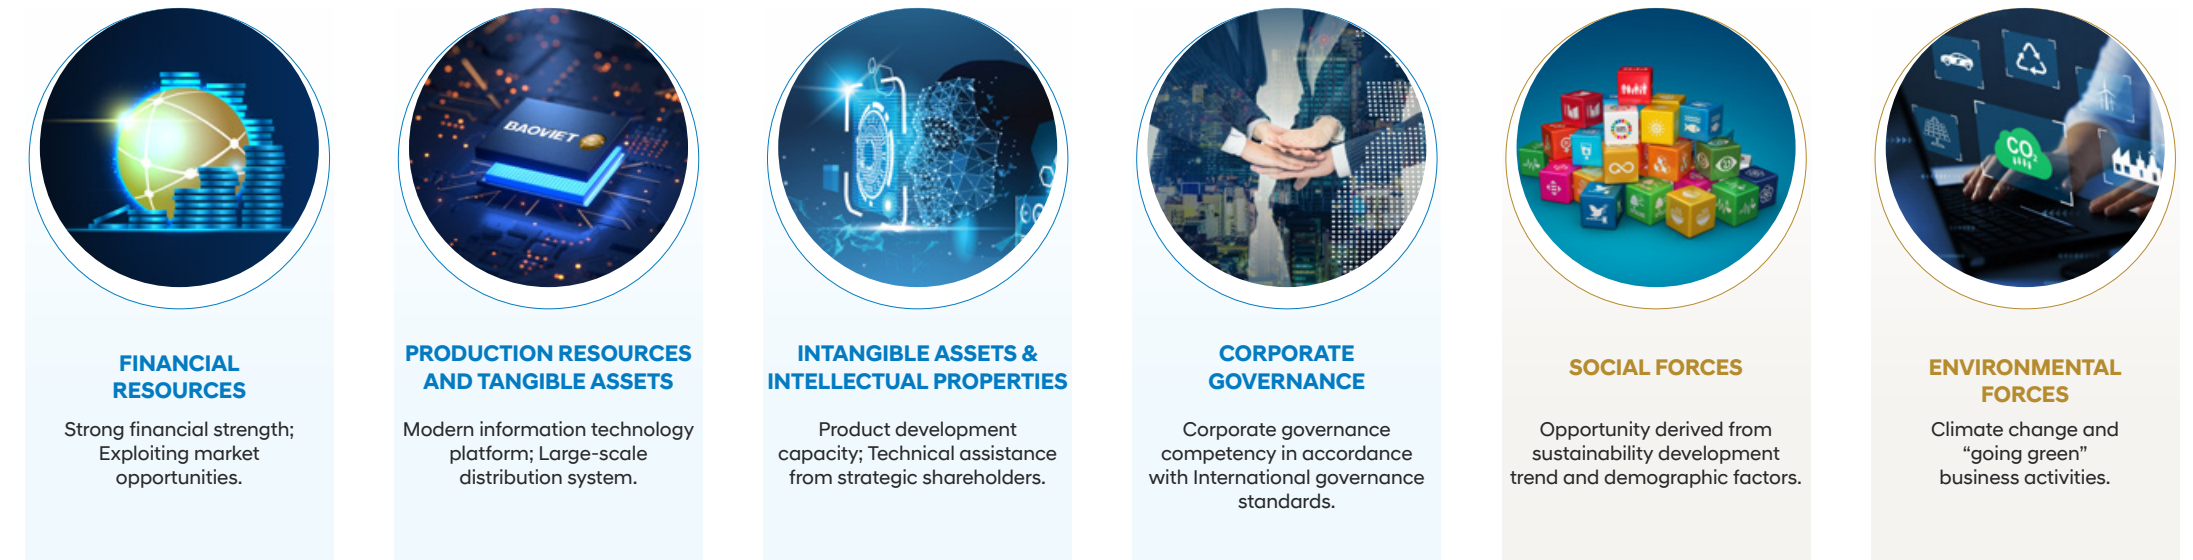 BAOVIET
CO₂
FINANCIAL
RESOURCES
Strong financial strength;
Exploiting market
opportunities.
PRODUCTION RESOURCES
AND TANGIBLE ASSETS
Modern information technology
platform; Large-scale
distribution system.
INTANGIBLE ASSETS &
INTELLECTUAL PROPERTIES
Product development
capacity; Technical assistance
from strategic shareholders.
CORPORATE
GOVERNANCE
Corporate governance
competency in accordance
with International governance
standards.
SOCIAL FORCES
Opportunity derived from
sustainability development
trend and demographic factors.
ENVIRONMENTAL
FORCES
Climate change and
“going green”
business activities.